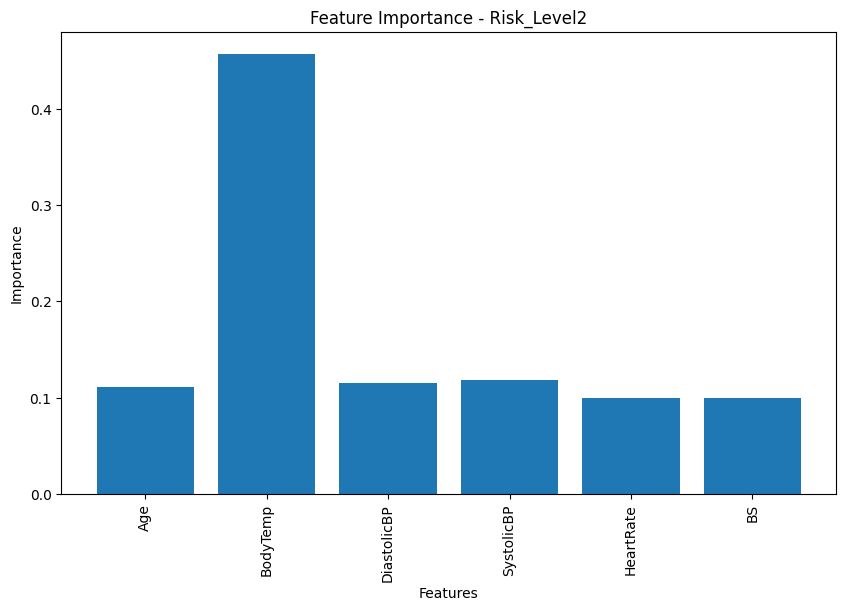 Feature Importance - Risk_Level2
Importance
0.4
0.3
0.2
0.1
0.0
Age
BodyTemp
DiastolicBP
SystolicBP
HeartRate
BS
Features